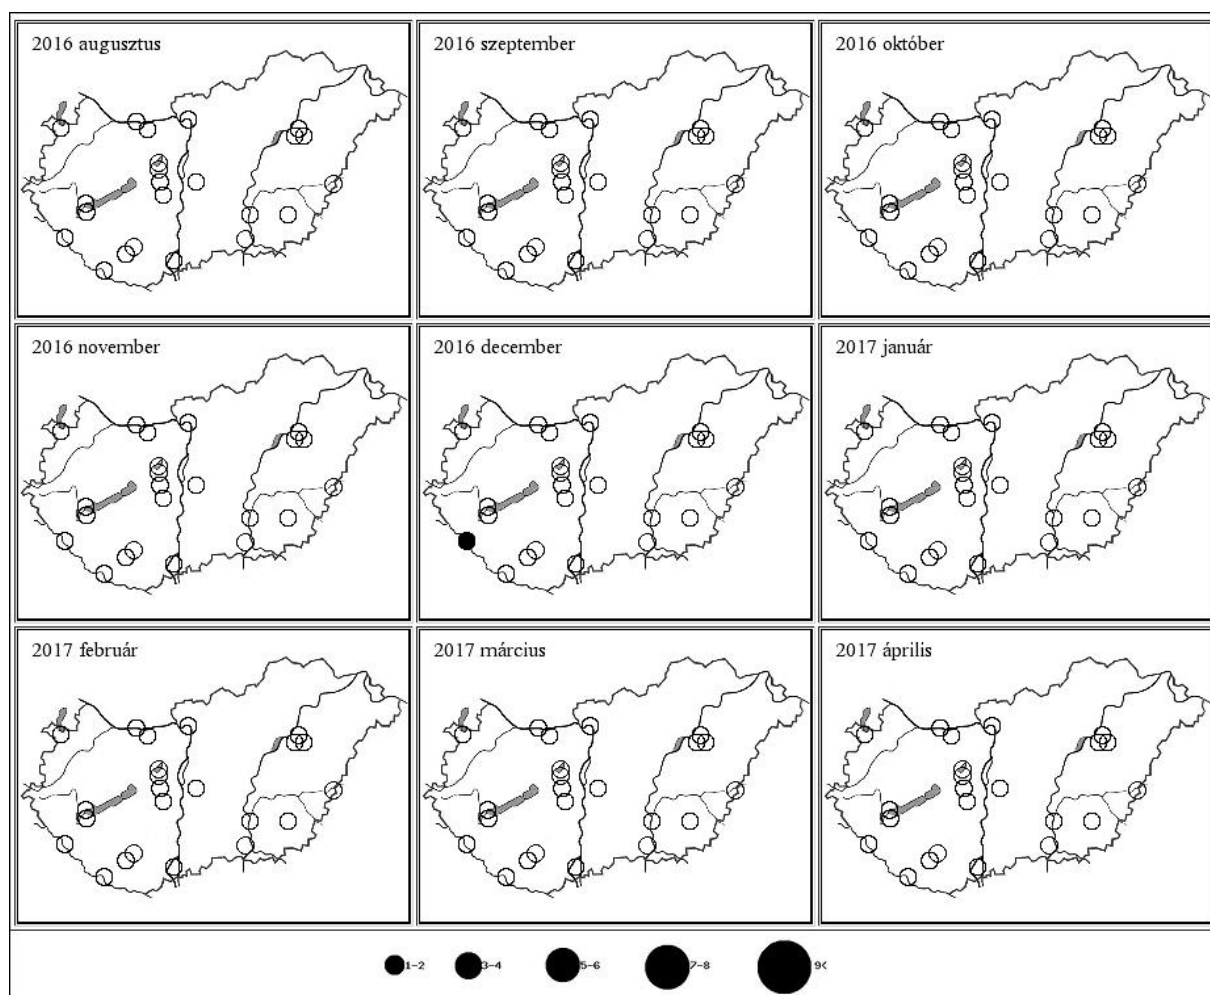 2016 augusztus
2016 szeptember
2016 október
2016 november
2016 december
2017 január
2017 február
2017 március
2017 április
1-2
3-4
5-6
7-8
9<